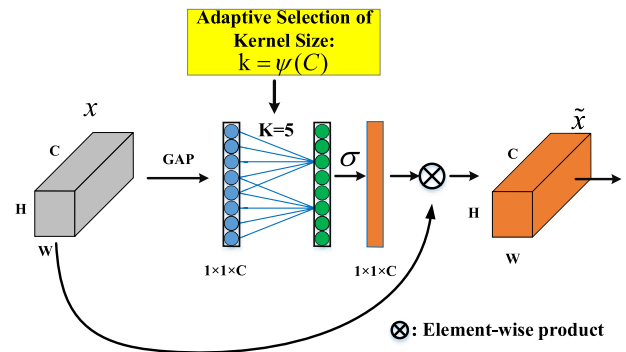 Adaptive Selection of
Kernel Size:
k = ψ(C)
x
C
H
W
GAP
K=5
1×1×C
σ
1×1×C
x̃
C
H
W
⊗: Element-wise product